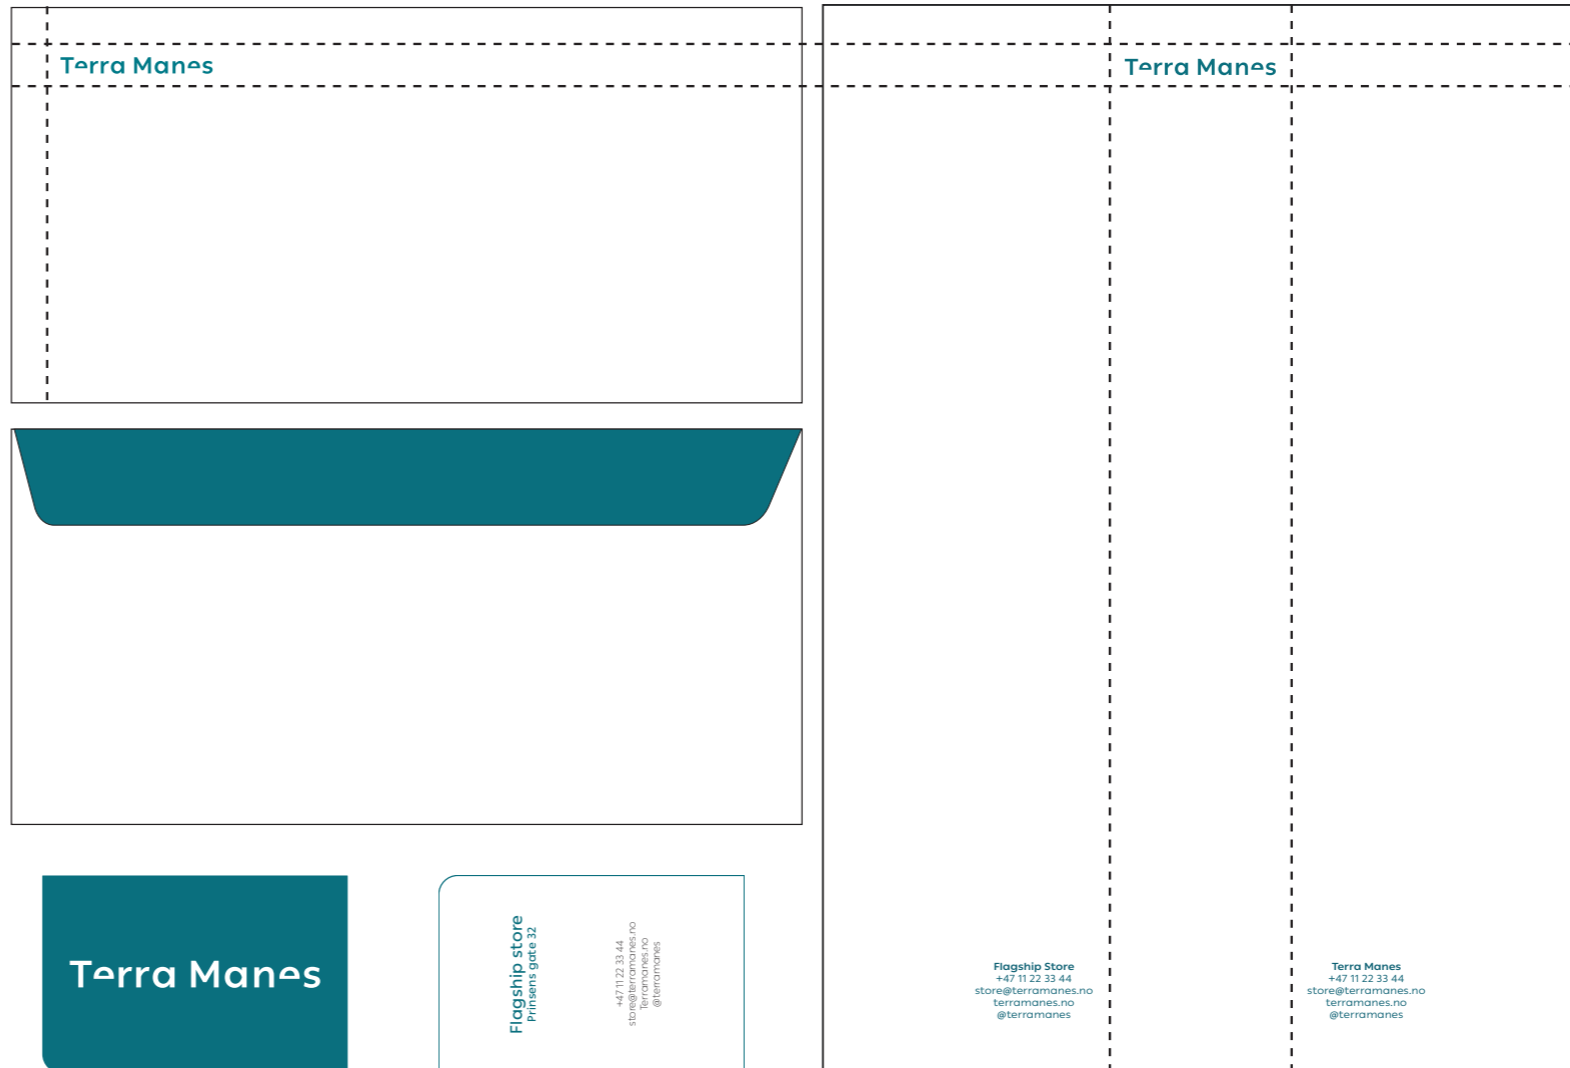 Terra Manes
Terra Manes
Terra Manes
Flagship store
Prinsens gate 32
+47 11 22 33 44
store@terramanes.no
Terramanes.no
@terramanes
Flagship Store
+47 11 22 33 44
store@terramanes.no
terramanes.no
@terramanes
Terra Manes
+47 11 22 33 44
store@terramanes.no
terramanes.no
@terramanes